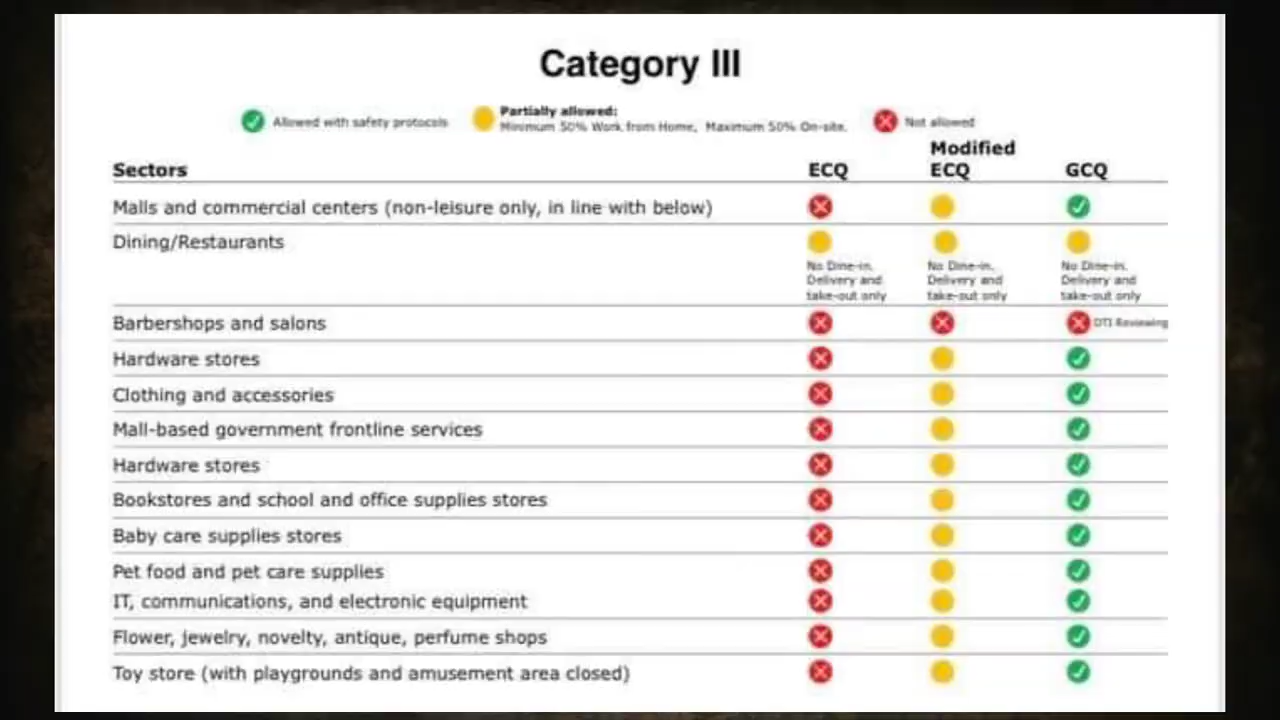 Category III
Allowed with safety protocols
Partially allowed:
Minimum 50% Work from Home, Maximum 50% On-site.
Not allowed
Sectors ECQ Modified ECQ GCQ
Malls and commercial centers (non-leisure only, in line with below)
Dining/Restaurants
No Dine-in. No Dine-in. No Dine-in.
Delivery and Delivery and Delivery and
take-out only take-out only take-out only
Barbershops and salons DTI Reviewing
Hardware stores
Clothing and accessories
Mall-based government frontline services
Hardware stores
Bookstores and school and office supplies stores
Baby care supplies stores
Pet food and pet care supplies
IT, communications, and electronic equipment
Flower, jewelry, novelty, antique, perfume shops
Toy store (with playgrounds and amusement area closed)